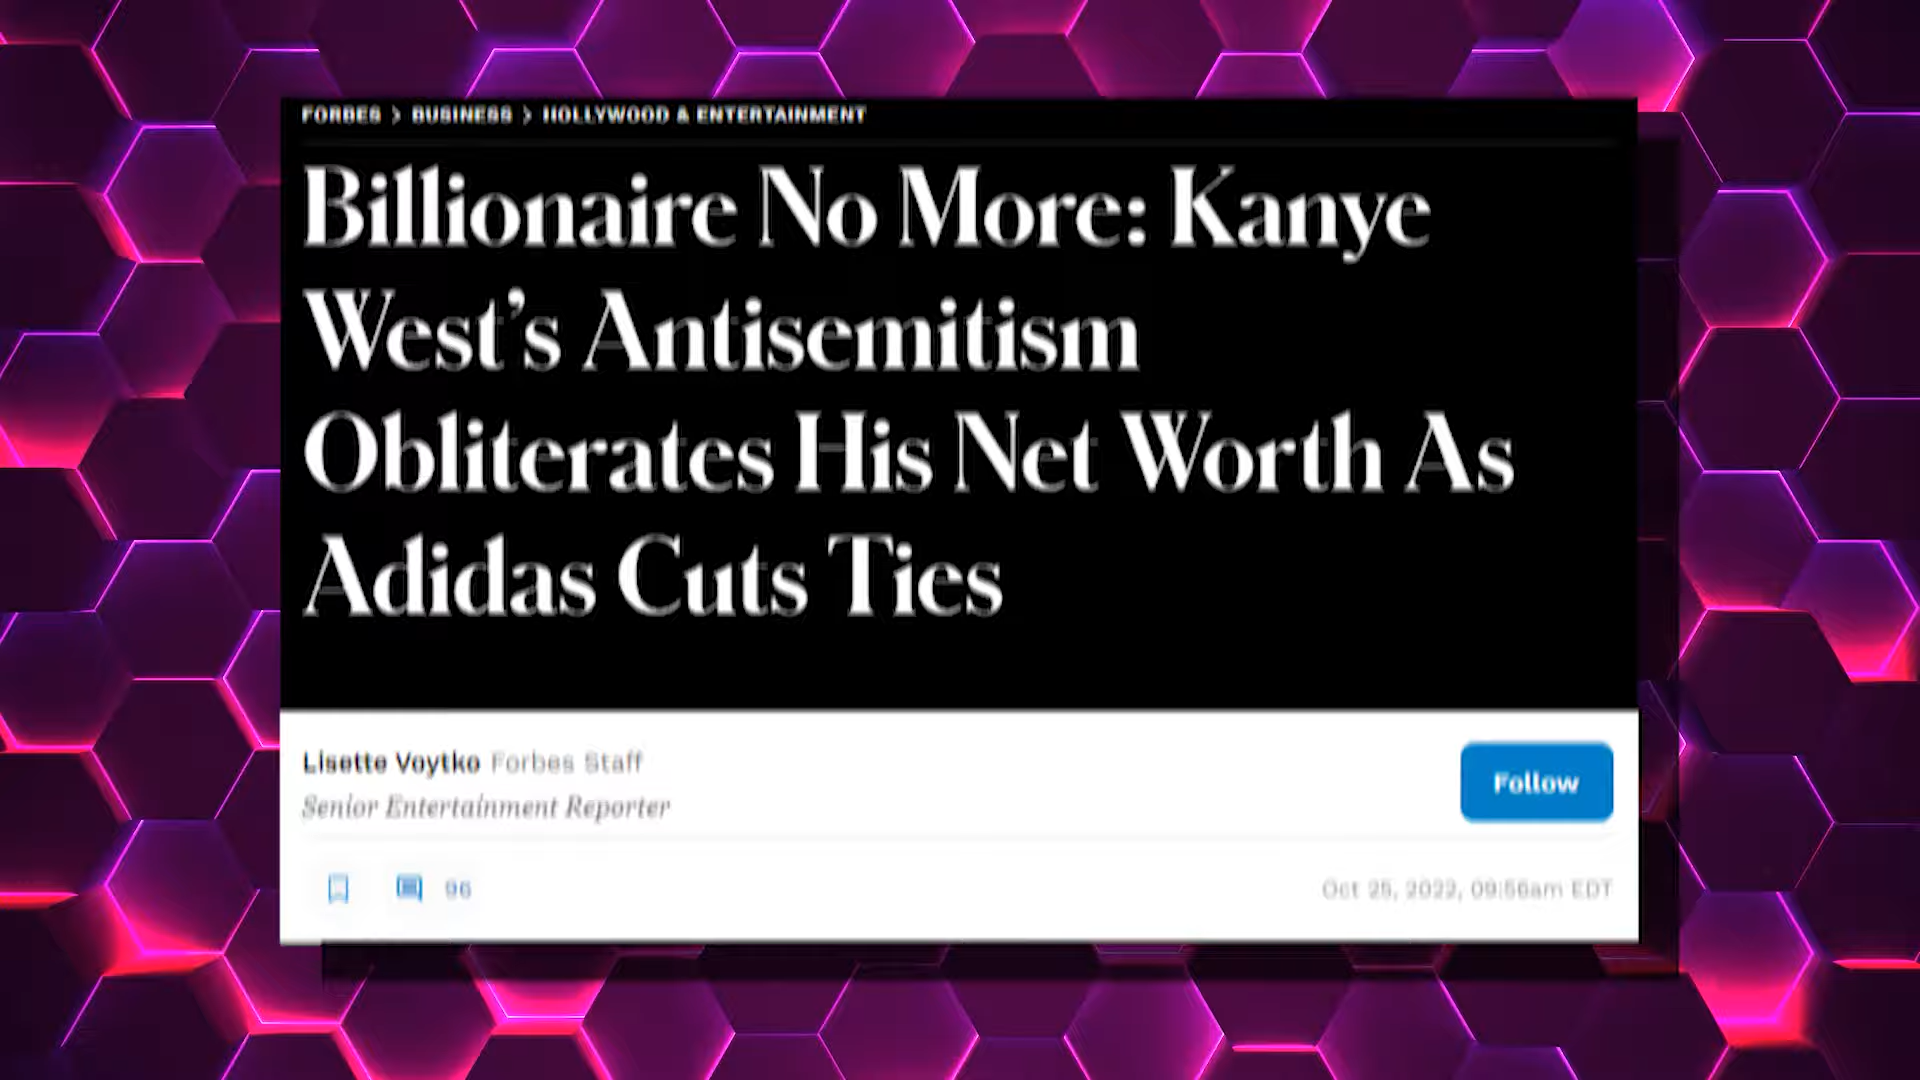 FORBES > BUSINESS > HOLLYWOOD & ENTERTAINMENT
Billionaire No More: Kanye
West’s Antisemitism
Obliterates His Net Worth As
Adidas Cuts Ties
Lisette Voytko Forbes Staff
Follow
Senior Entertainment Reporter
96
Oct 25, 2022, 09:56am EDT